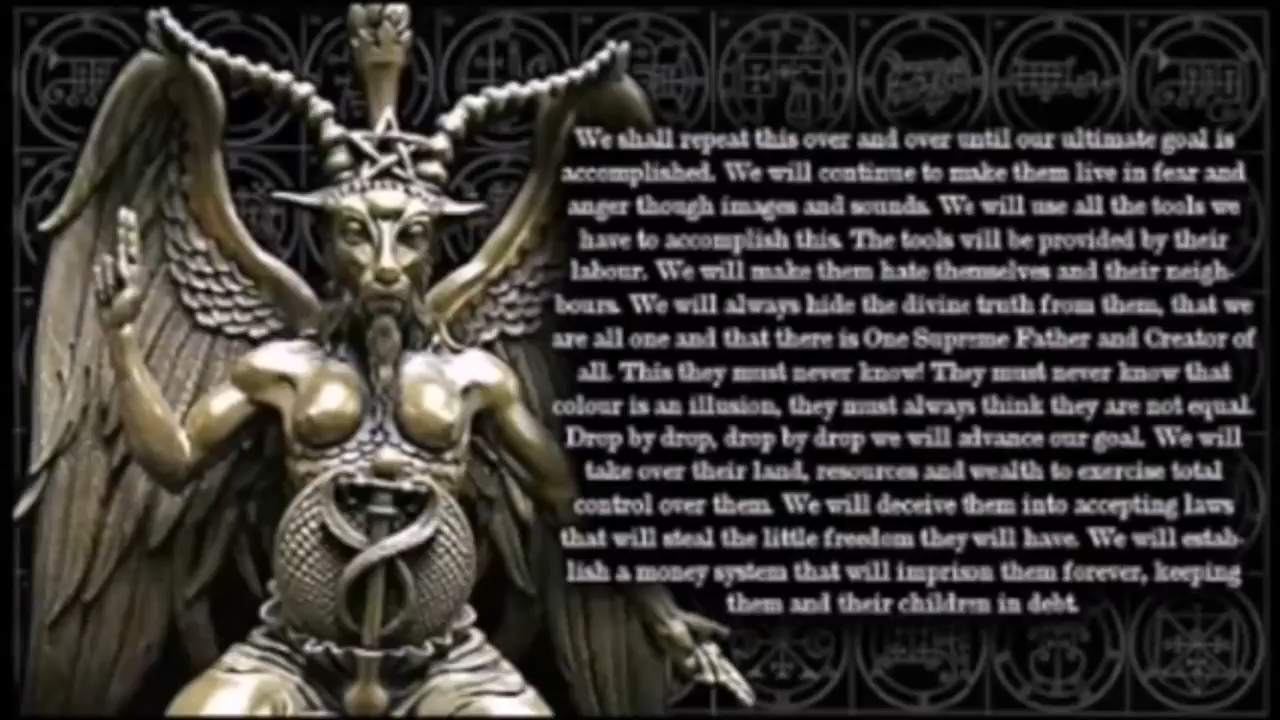 We shall repeat this over and over until our ultimate goal is
accomplished. We will continue to make them live in fear and
anger though images and sounds. We will use all the tools we
have to accomplish this. The tools will be provided by their
labour. We will make them hate themselves and their neigh-
bours. We will always hide the divine truth from them, that we
are all one and that there is One Supreme Father and Creator of
all. This they must never know! They must never know that
colour is an illusion, they must always think they are not equal.
Drop by drop, drop by drop we will advance our goal. We will
take over their land, resources and wealth to exercise total
control over them. We will deceive them into accepting laws
that will steal the little freedom they will have. We will estab-
lish a money system that will imprison them forever, keeping
them and their children in debt.